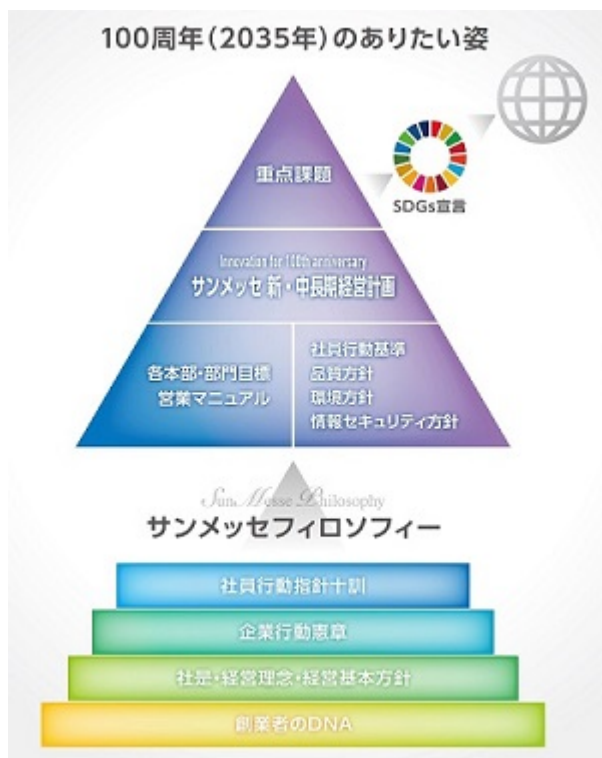 100周年(2035年)のありたい姿
重点課題
SDGs宣言
Innovation for 100th anniversary
サンメッセ 新・中長期経営計画
各本部・部門目標
営業マニュアル
社員行動基準
品質方針
環境方針
情報セキュリティ方針
Sun Messe Philosophy
サンメッセフィロソフィー
社員行動指針十訓
企業行動憲章
社是・経営理念・経営基本方針
創業者のDNA